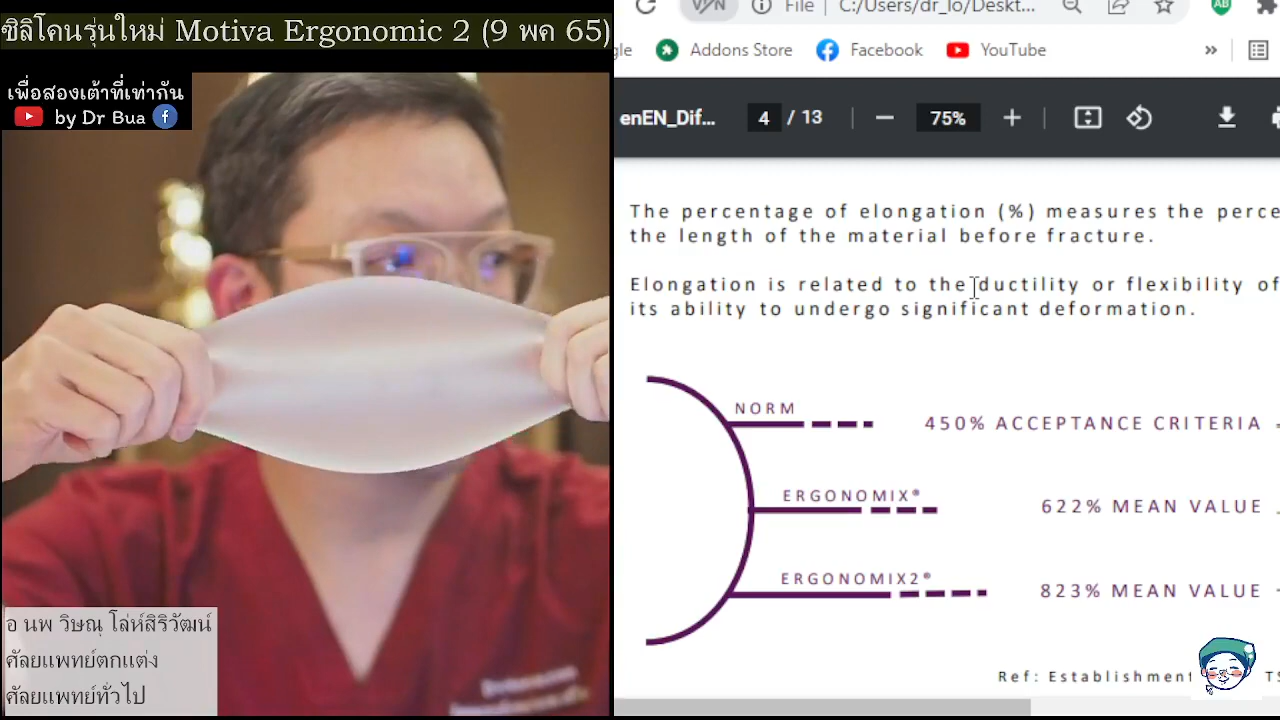 ซิลิโคนรุ่นใหม่ Motiva Ergonomic 2 (9 พค 65)
เพื่อสองเต้าที่เท่ากัน
by Dr Bua
อ นพ วิษณุ โล่ห์สิริวัฒน์
ศัลยแพทย์ตกแต่ง
ศัลยแพทย์ทั่วไป
VPN File C:/Users/dr_lo/Deskt...
Addons Store Facebook YouTube »
enEN_Dif... 4 / 13 75%
The percentage of elongation (%) measures the perce
the length of the material before fracture.
Elongation is related to the ductility or flexibility of
its ability to undergo significant deformation.
NORM 450% ACCEPTANCE CRITERIA
ERGONOMIX® 622% MEAN VALUE
ERGONOMIX2® 823% MEAN VALUE
Ref: Establishment